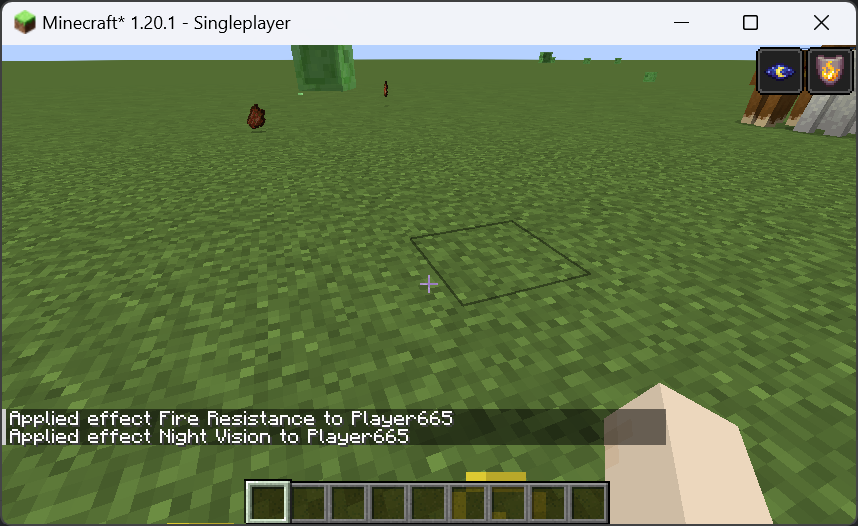 Minecraft* 1.20.1 - Singleplayer
Applied effect Fire Resistance to Player665
Applied effect Night Vision to Player665